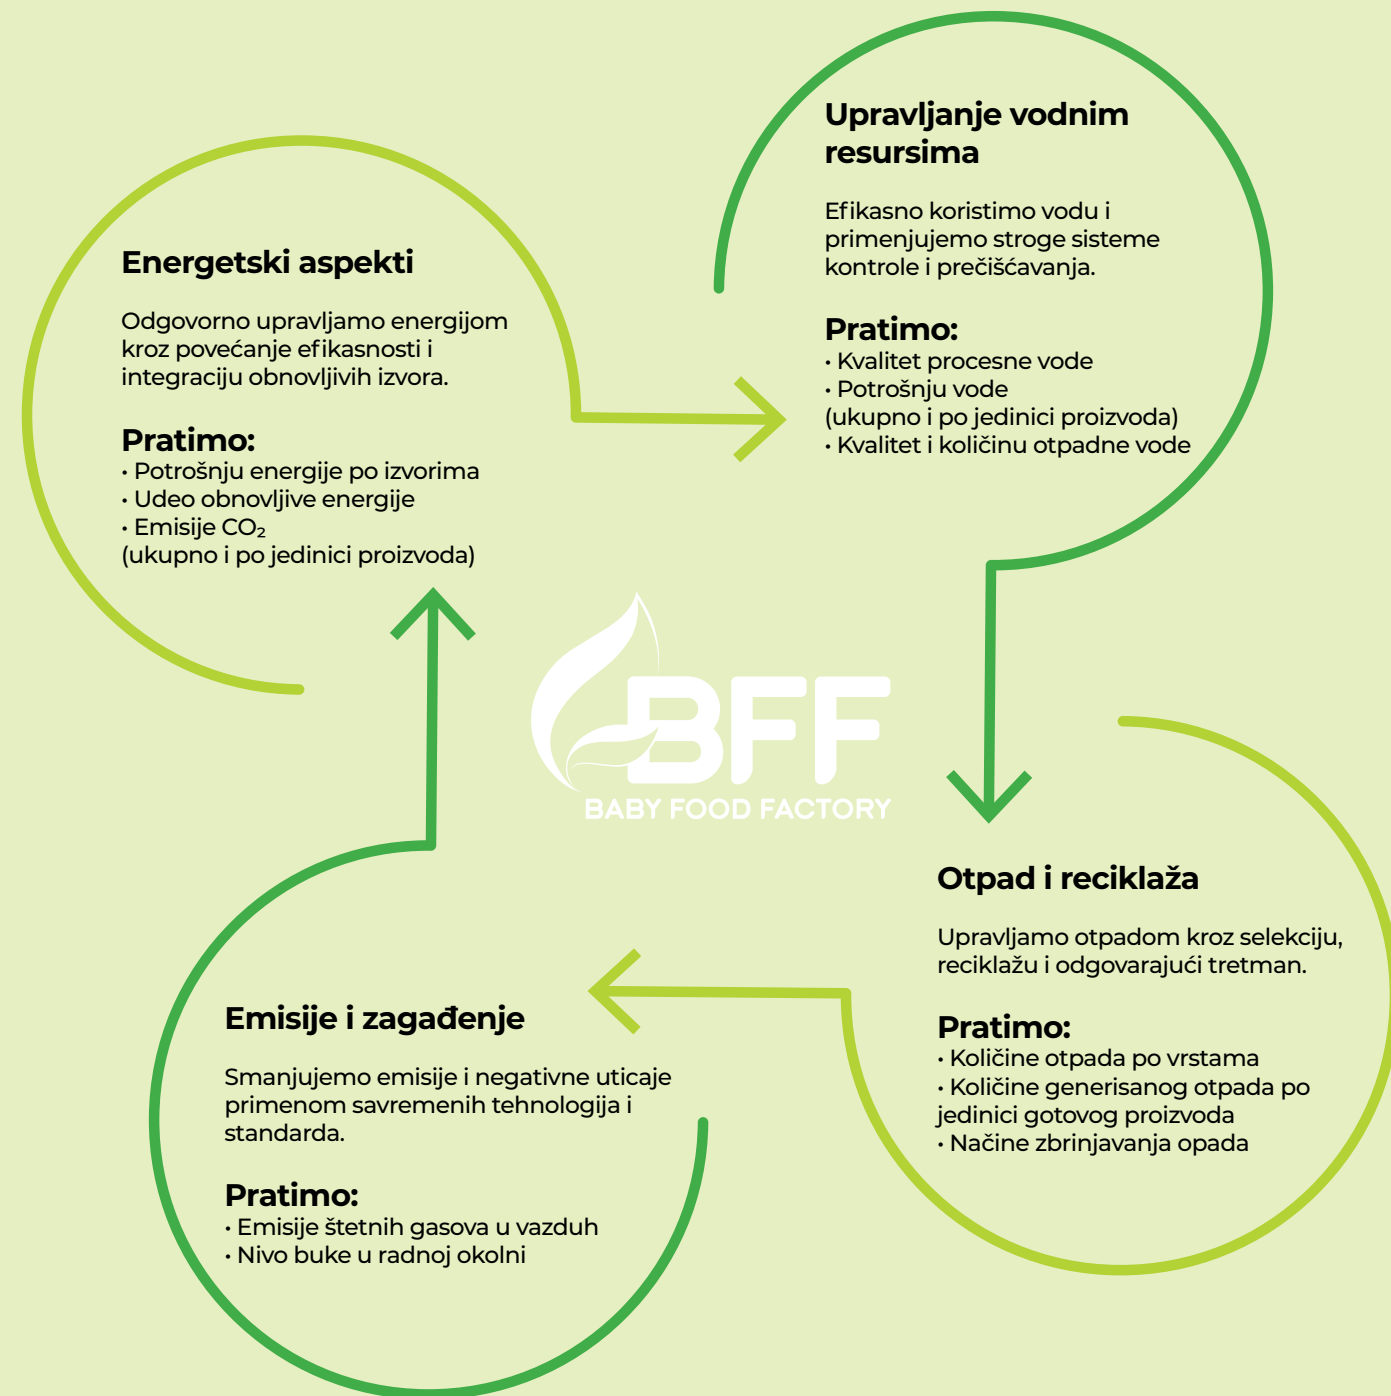 Energetski aspekti
Odgovorno upravljamo energijom
kroz povećanje efikasnosti i
integraciju obnovljivih izvora.
Pratimo:
• Potrošnju energije po izvorima
• Udeo obnovljive energije
• Emisije CO₂
(ukupno i po jedinici proizvoda)
Upravljanje vodnim
resursima
Efikasno koristimo vodu i
primenjujemo stroge sisteme
kontrole i prečišćavanja.
Pratimo:
• Kvalitet procesne vode
• Potrošnju vode
(ukupno i po jedinici proizvoda)
• Kvalitet i količinu otpadne vode
BFF
BABY FOOD FACTORY
Otpad i reciklaža
Upravljamo otpadom kroz selekciju,
reciklažu i odgovarajući tretman.
Pratimo:
• Količine otpada po vrstama
• Količine generisanog otpada po
jedinici gotovog proizvoda
• Načine zbrinjavanja opada
Emisije i zagađenje
Smanjujemo emisije i negativne uticaje
primenom savremenih tehnologija i
standarda.
Pratimo:
• Emisije štetnih gasova u vazduh
• Nivo buke u radnoj okolni